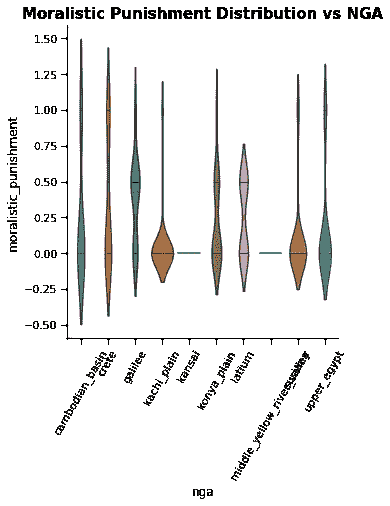 Moralistic Punishment Distribution vs NGA
1.50
1.25
1.00
0.75
0.50
0.25
0.00
−0.25
−0.50
moralistic_punishment
cambodian_basin
crete
galilee
kachi_plain
kansai
konya_plain
latium
middle_yellow_river_valley
upper_egypt
nga